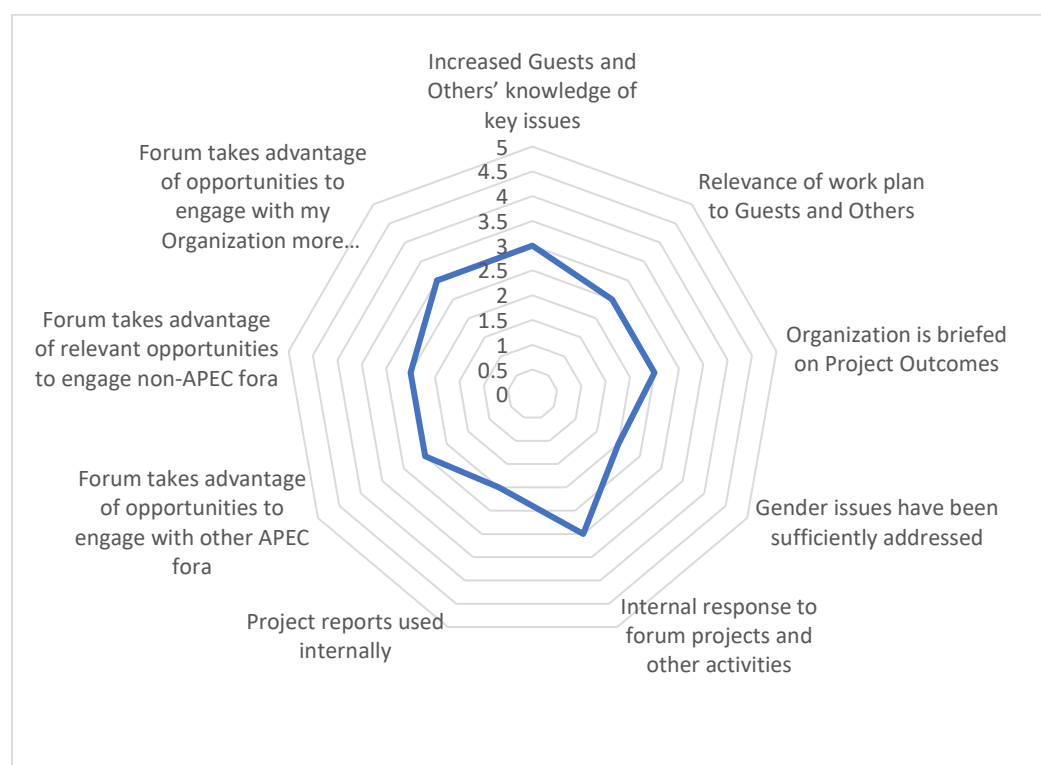 Increased Guests and
Others’ knowledge of
key issues
5
4.5
4
3.5
3
2.5
2
1.5
1
0.5
0
Relevance of work plan
to Guests and Others
Organization is briefed
on Project Outcomes
Gender issues have been
sufficiently addressed
Internal response to
forum projects and
other activities
Project reports used
internally
Forum takes advantage
of opportunities to
engage with other APEC
fora
Forum takes advantage
of relevant opportunities
to engage non-APEC fora
Forum takes advantage
of opportunities to
engage with my
Organization more…